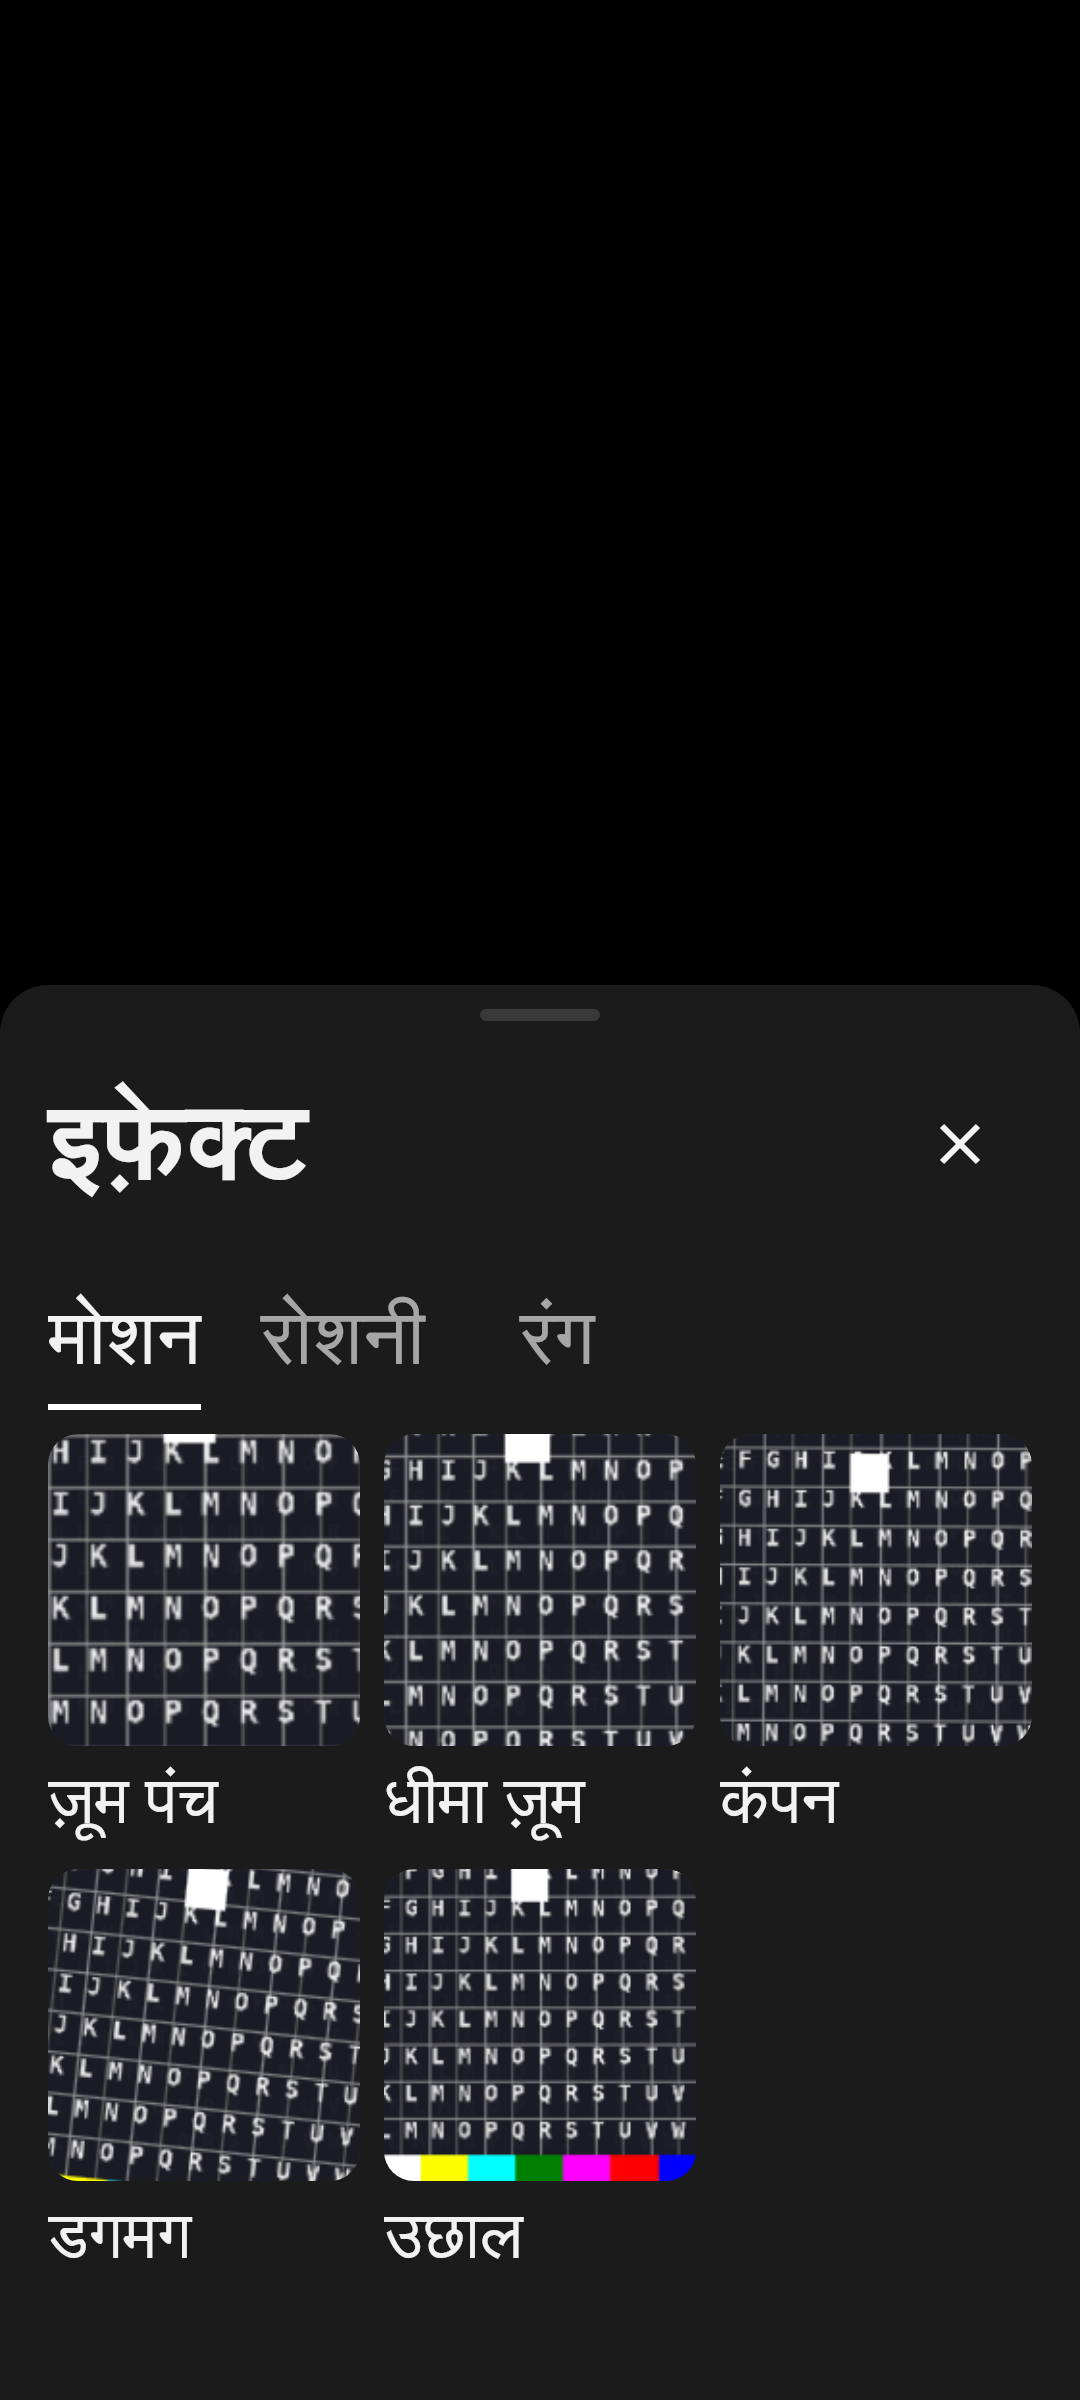 इफ़ेक्ट
मोशन रोशनी रंग
H I J K L M N O
I J K L M N O P
J K L M N O P Q
K L M N O P Q R
L M N O P Q R S
M N O P Q R S T
G H I J K L M N O P
I J K L M N O P Q
J K L M N O P Q R
K L M N O P Q R S
L M N O P Q R S T
M N O P Q R S T U
N O P Q R S T U V
F G H I L M N O P
G H I J K L M N O P Q
H I J K L M N O P Q R
I J K L M N O P Q R S
J K L M N O P Q R S T
K L M N O P Q R S T U
L M N O P Q R S T U V
M N O P Q R S T U V
ज़ूम पंच
धीमा ज़ूम
कंपन
L M N O
G H I J K L M N O P
H I J K L M N O P Q
I J K L M N O P Q R
J K L M N O P Q R S T
K L M N O P Q R S T U
L M N O P Q R S T U V
N O P Q R S T U V
F G H I L M N O
G H I J K L M N O P Q
H I J K L M N O P Q R
I J K L M N O P Q R S
J K L M N O P Q R S T
K L M N O P Q R S T U
L M N O P Q R S T U V
M N O P Q R S T U V W
डगमग
उछाल